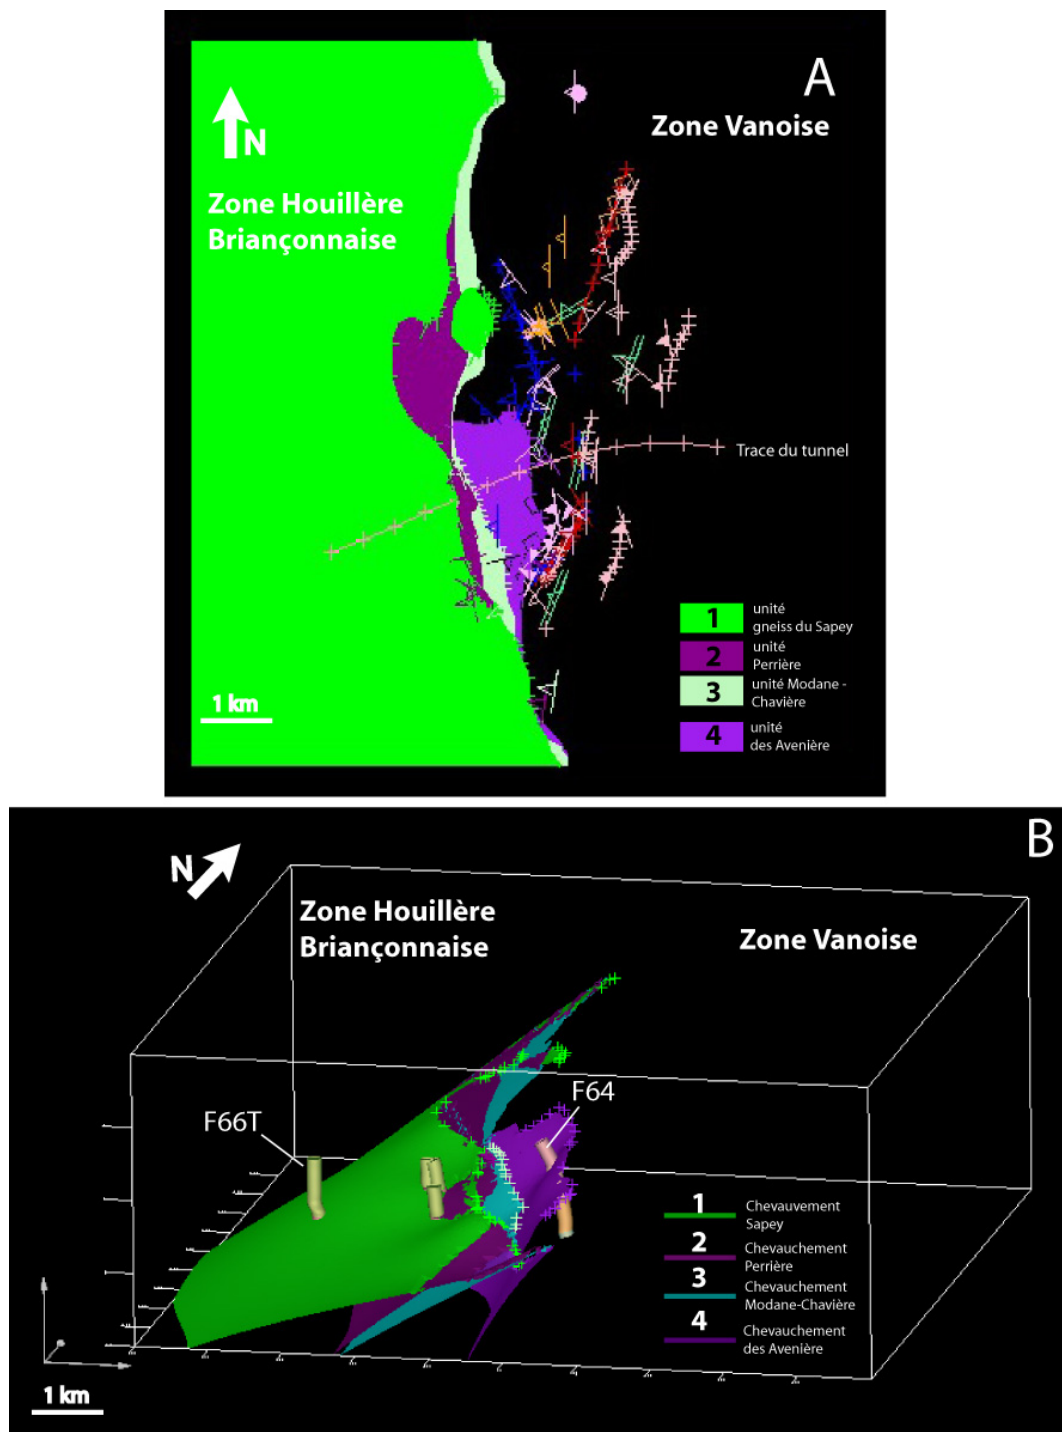 A
N
Zone Vanoise
Zone Houillère
Briançonnaise
Trace du tunnel
1 unité
gneiss du Sapey
2 unité
Perrière
3 unité Modane -
Chavière
4 unité
des Avenière
1 km
B
N
Zone Houillère
Briançonnaise
Zone Vanoise
F66T
F64
1 Chevauvement
Sapey
2 Chevauchement
Perrière
3 Chevauchement
Modane-Chavière
4 Chevauchement
des Avenière
1 km